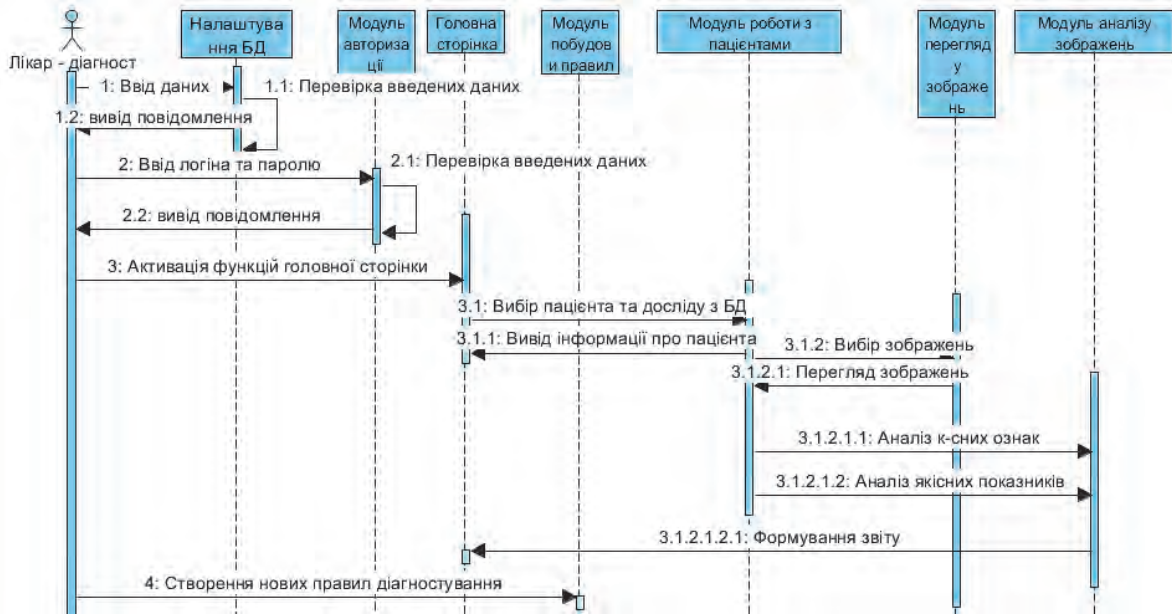 Лікар - діагност
Налаштува
ння БД
Модуль
авториза
ції
Головна
сторінка
Модуль
побудов
и правил
Модуль роботи з
пацієнтами
Модуль
перегляд
у
зображе
нь
Модуль аналізу
зображень
1: Ввід даних
1.1: Перевірка введених даних
1.2: вивід повідомлення
2: Ввід логіна та паролю
2.1: Перевірка введених даних
2.2: вивід повідомлення
3: Активація функцій головної сторінки
3.1: Вибір пацієнта та досліду з БД
3.1.1: Вивід інформації про пацієнта
3.1.2: Вибір зображень
3.1.2.1: Перегляд зображень
3.1.2.1.1: Аналіз к-сних ознак
3.1.2.1.2: Аналіз якісних показників
3.1.2.1.2.1: Формування звіту
4: Створення нових правил діагностування